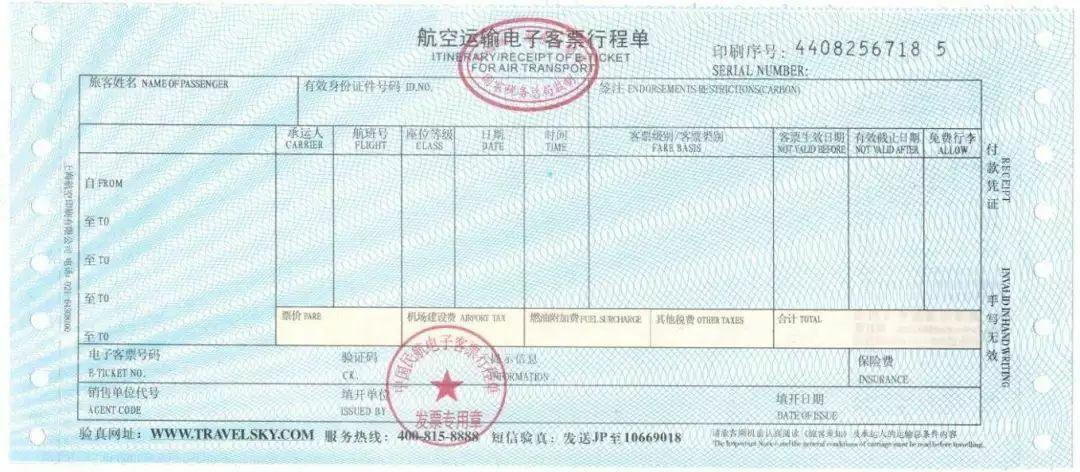 航空运输电子客票行程单
ITINERARY/RECEIPT OF E-TICKET
FOR AIR TRANSPORT
国家税务总局监制
印刷序号: 4408256718 5
SERIAL NUMBER:
旅客姓名 NAME OF PASSENGER
有效身份证件号码 ID.NO.
签注 ENDORSEMENTS/RESTRICTIONS(CARBON)
承运人 航班号 座位等级 日期 时间 客票级别/客票类别 客票生效日期 有效截止日期 免费行李
CARRIER FLIGHT CLASS DATE TIME FARE BASIS NOT VALID BEFORE NOT VALID AFTER ALLOW
自 FROM
至 TO
至 TO
至 TO
至 TO
票价 FARE 机场建设费 AIRPORT TAX 燃油附加费 FUEL SURCHARGE 其他税费 OTHER TAXES 合计 TOTAL
电子客票号码 验证码 提示信息 保险费
E-TICKET NO. CK. INFORMATION INSURANCE
销售单位代号 填开单位 填开日期
AGENT CODE ISSUED BY DATE OF ISSUE
中国民航电子客票行程单
发票专用章
验真网址: WWW.TRAVELSKY.COM 服务热线: 400-815-8888 短信验真: 发送JP至10669018
请旅客乘机前认真阅读《旅客须知》及承运人的运输总条件内容
The Important Notice and the general conditions of carriage must be read before travelling.
付款凭证 RECEIPT
手写无效 INVALID IN HANDWRITING
上海航空印刷有限公司 电话: 021